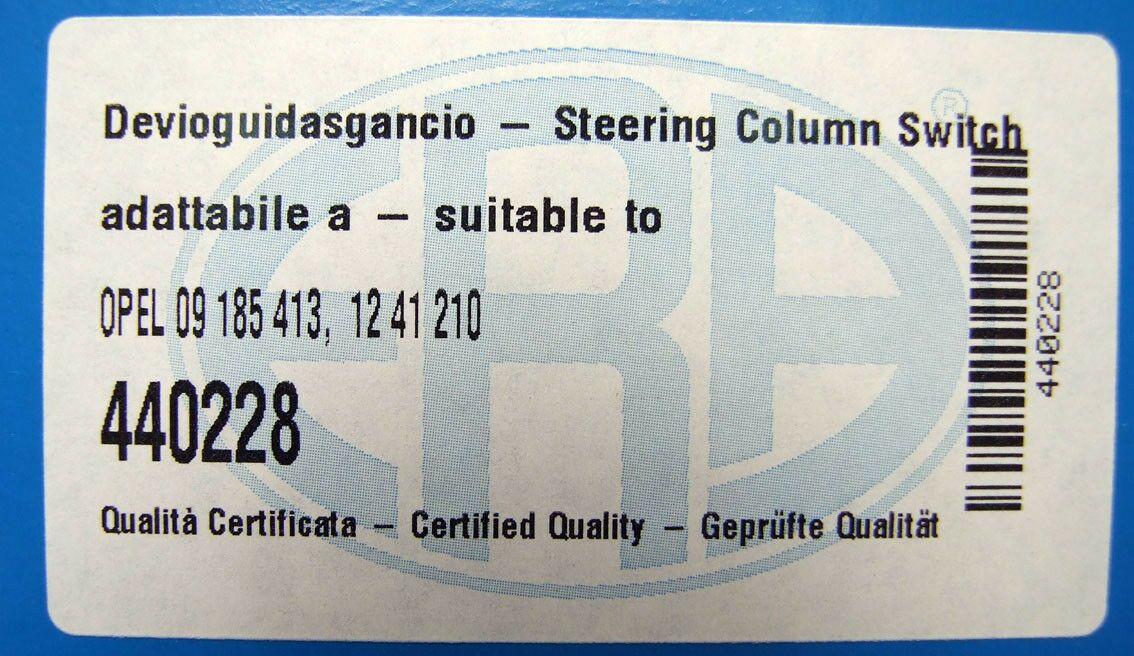 Devioguidasgancio – Steering Column Switch
adattabile a – suitable to
OPEL 09 185 413, 12 41 210
440228
Qualità Certificata – Certified Quality – Geprüfte Qualität
440228
ERA
®